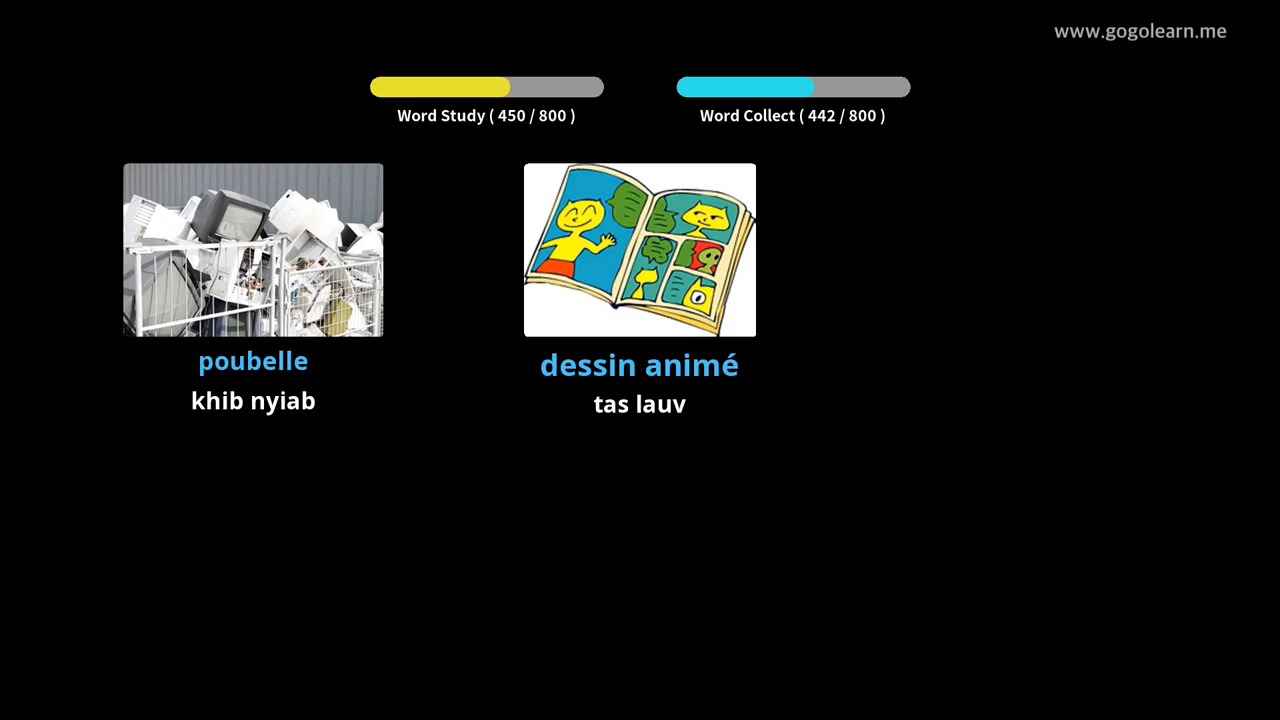 www.gogolearn.me
Word Study ( 450 / 800 )
Word Collect ( 442 / 800 )
poubelle
khib nyiab
dessin animé
tas lauv